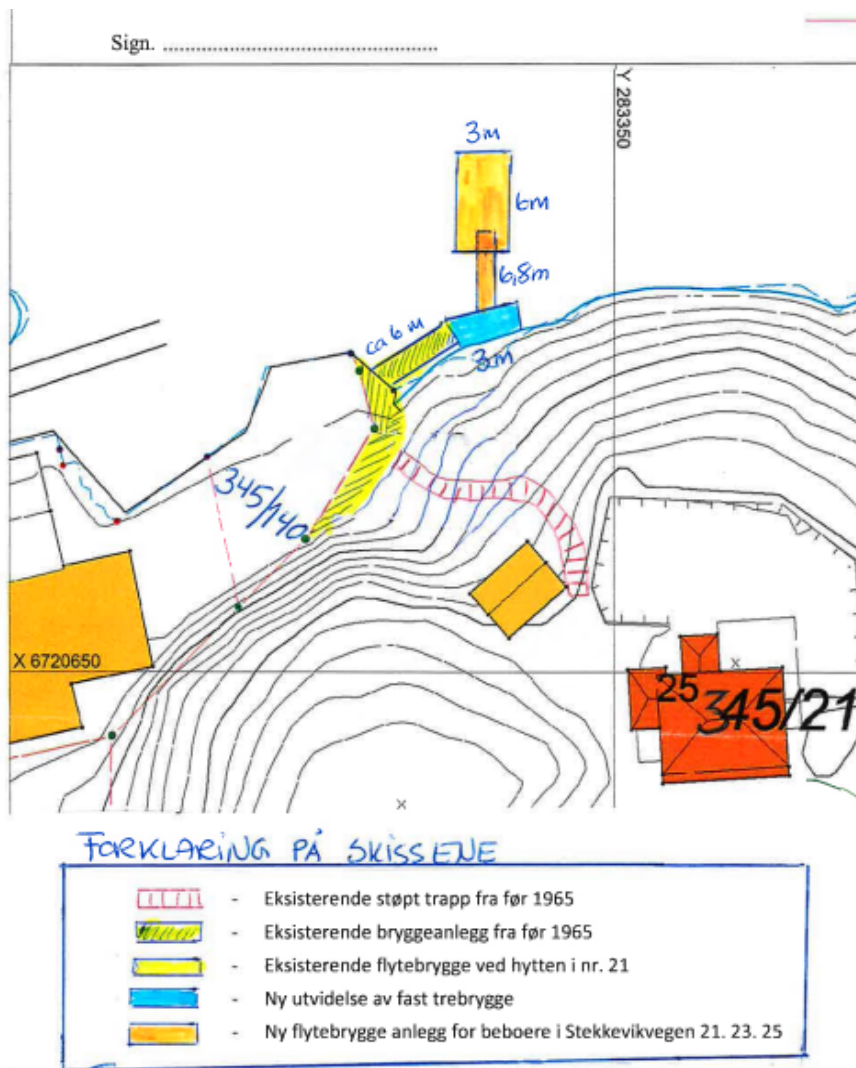 Sign. ....................................................
Y 283350
3m
6m
6,8m
ca 6 m
3m
345/140
X 6720650
25
345/21
FORKLARING PÅ SKISSENE
- Eksisterende støpt trapp fra før 1965
- Eksisterende bryggeanlegg fra før 1965
- Eksisterende flytebrygge ved hytten i nr. 21
- Ny utvidelse av fast trebrygge
- Ny flytebrygge anlegg for beboere i Stekkevikvegen 21. 23. 25